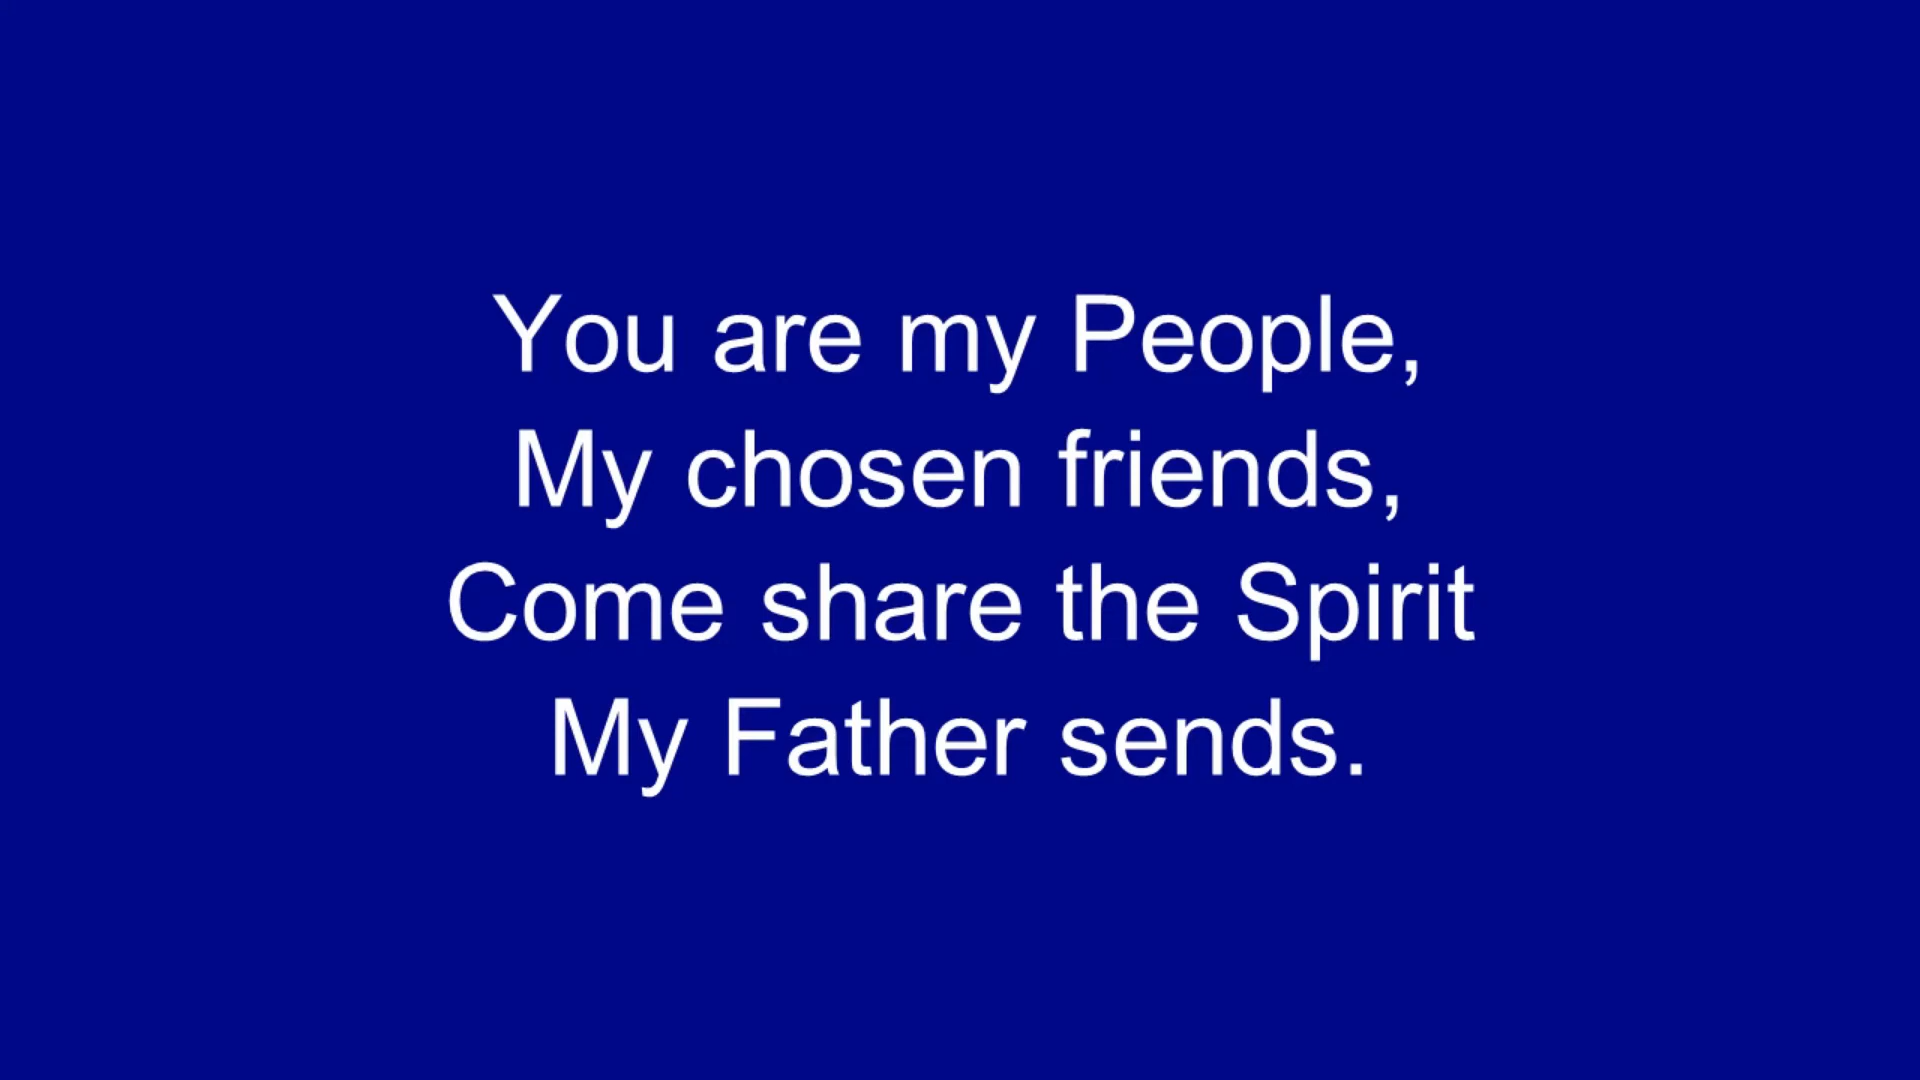 You are my People,
My chosen friends,
Come share the Spirit
My Father sends.